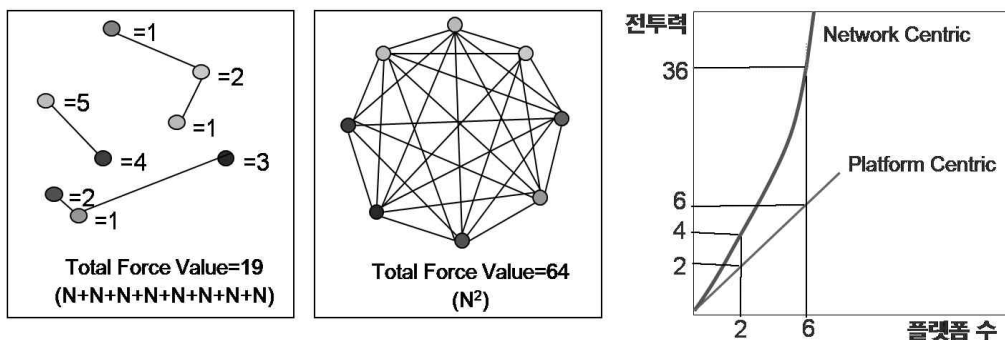 =1
=2
=5
=1
=4
=3
=2
=1
Total Force Value=19
(N+N+N+N+N+N+N+N)
Total Force Value=64
(N²)
전투력
Network Centric
36
Platform Centric
6
4
2
2
6
플랫폼 수